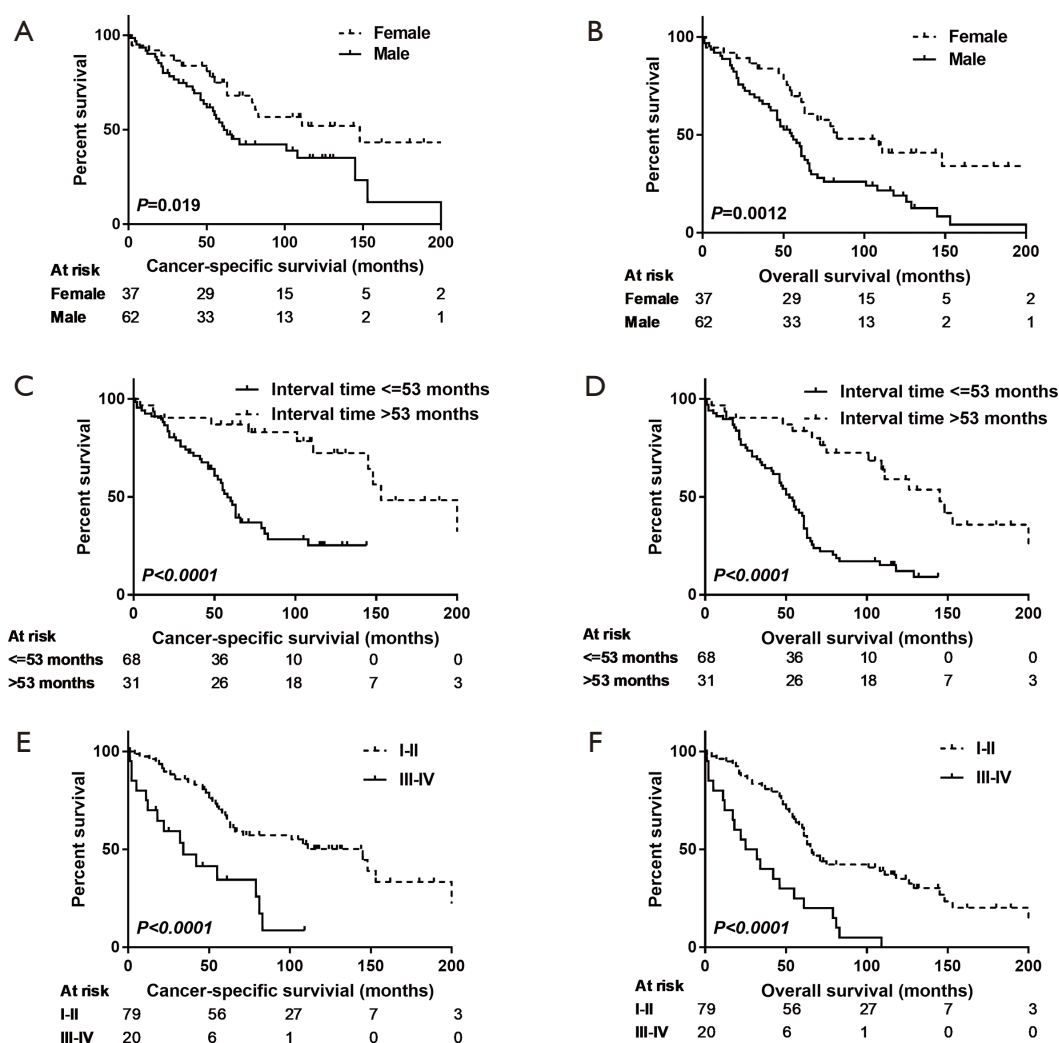 A
100
50
0
Percent survival
Female
Male
P=0.019
0 50 100 150 200
Cancer-specific survivial (months)
At risk
Female 37 29 15 5 2
Male 62 33 13 2 1
B
100
50
0
Percent survival
Female
Male
P=0.0012
0 50 100 150 200
Overall survival (months)
At risk
Female 37 29 15 5 2
Male 62 33 13 2 1
C
100
50
0
Percent survival
Interval time <=53 months
Interval time >53 months
P<0.0001
0 50 100 150 200
Cancer-specific survivial (months)
At risk
<=53 months 68 36 10 0 0
>53 months 31 26 18 7 3
D
100
50
0
Percent survival
Interval time <=53 months
Interval time >53 months
P<0.0001
0 50 100 150 200
Overall survival (months)
At risk
<=53 months 68 36 10 0 0
>53 months 31 26 18 7 3
E
100
50
0
Percent survival
I-II
III-IV
P<0.0001
0 50 100 150 200
Cancer-specific survivial (months)
At risk
I-II 79 56 27 7 3
III-IV 20 6 1 0 0
F
100
50
0
Percent survival
I-II
III-IV
P<0.0001
0 50 100 150 200
Overall survival (months)
At risk
I-II 79 56 27 7 3
III-IV 20 6 1 0 0